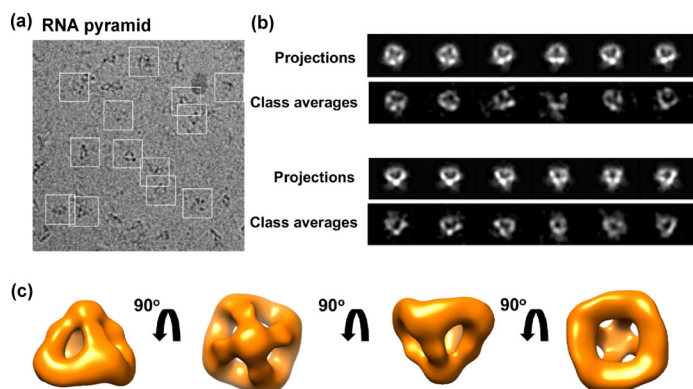 (a) RNA pyramid
(b)
Projections
Class averages
Projections
Class averages
(c)
90º
90º
90º